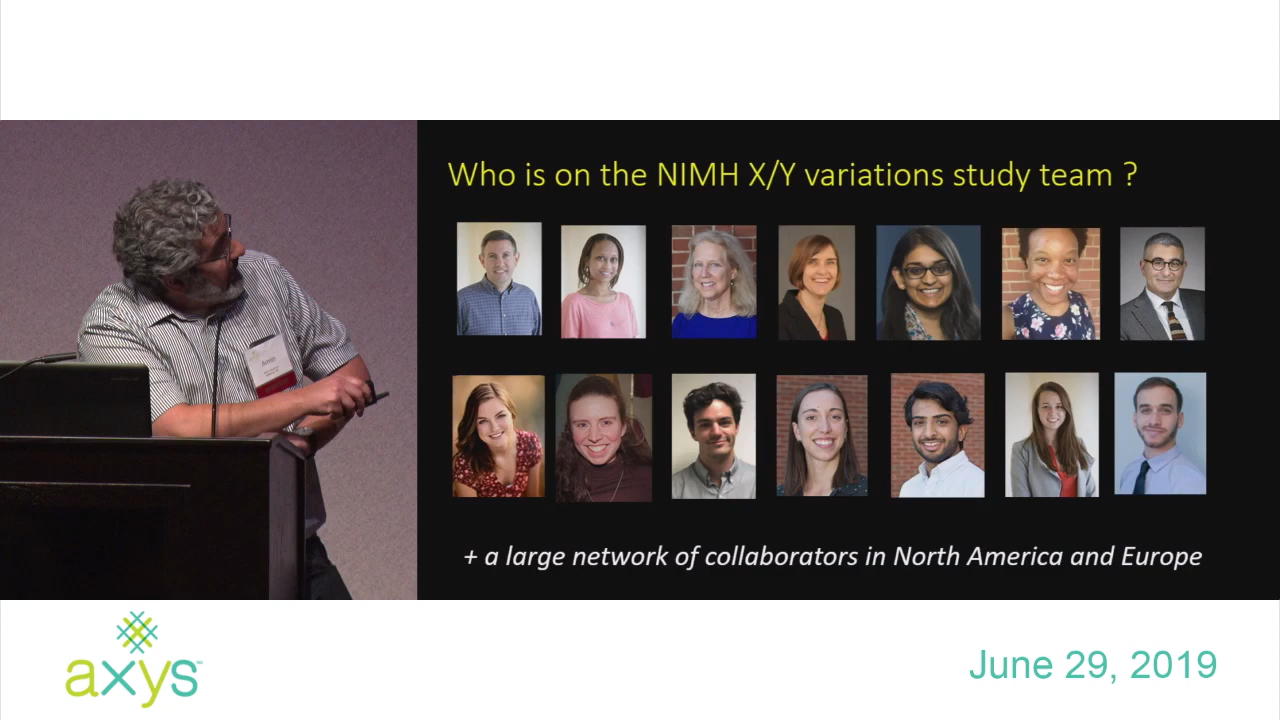 Who is on the NIMH X/Y variations study team ?
Armin
+ a large network of collaborators in North America and Europe
axys
June 29, 2019